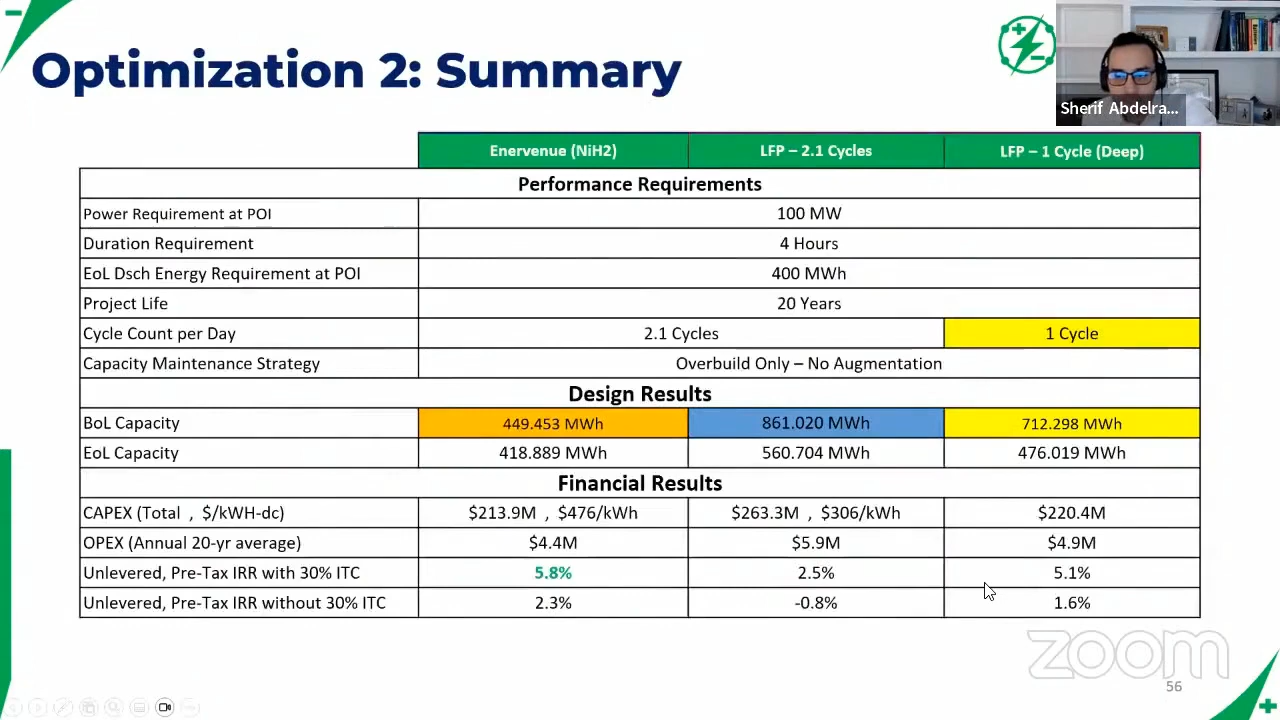 Optimization 2: Summary
Sherif Abdelra...
Enervenue (NiH2) LFP – 2.1 Cycles LFP – 1 Cycle (Deep)
Performance Requirements
Power Requirement at POI 100 MW
Duration Requirement 4 Hours
EoL Dsch Energy Requirement at POI 400 MWh
Project Life 20 Years
Cycle Count per Day 2.1 Cycles 1 Cycle
Capacity Maintenance Strategy Overbuild Only – No Augmentation
Design Results
BoL Capacity 449.453 MWh 861.020 MWh 712.298 MWh
EoL Capacity 418.889 MWh 560.704 MWh 476.019 MWh
Financial Results
CAPEX (Total , $/kWH-dc) $213.9M , $476/kWh $263.3M , $306/kWh $220.4M
OPEX (Annual 20-yr average) $4.4M $5.9M $4.9M
Unlevered, Pre-Tax IRR with 30% ITC 5.8% 2.5% 5.1%
Unlevered, Pre-Tax IRR without 30% ITC 2.3% -0.8% 1.6%
zoom
56